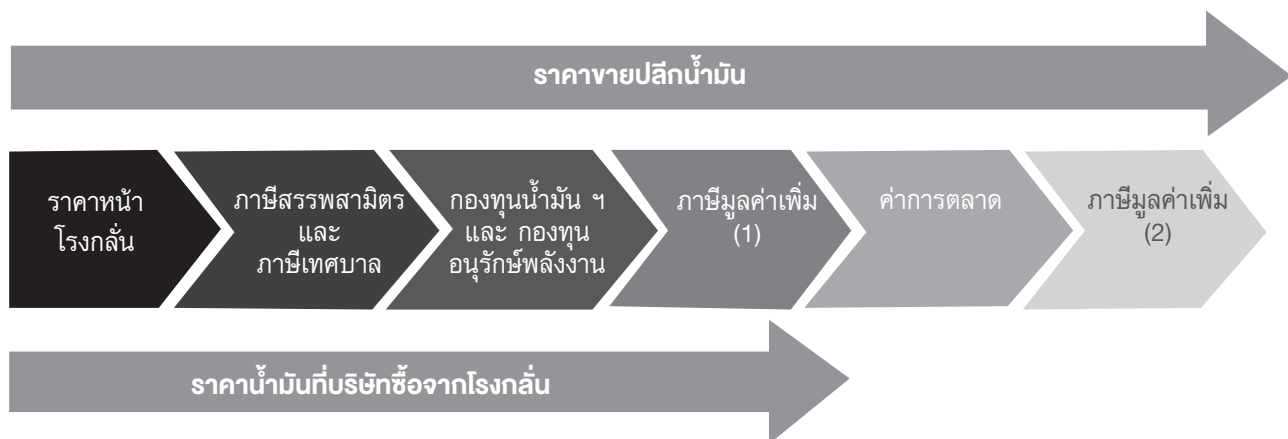 ราคาขายปลีกน้ำมัน
ราคาหน้า
โรงกลั่น
ภาษีสรรพสามิตร
และ
ภาษีเทศบาล
กองทุนน้ำมัน ฯ
และ กองทุน
อนุรักษ์พลังงาน
ภาษีมูลค่าเพิ่ม
(1)
ค่าการตลาด
ภาษีมูลค่าเพิ่ม
(2)
ราคาน้ำมันที่บริษัทซื้อจากโรงกลั่น